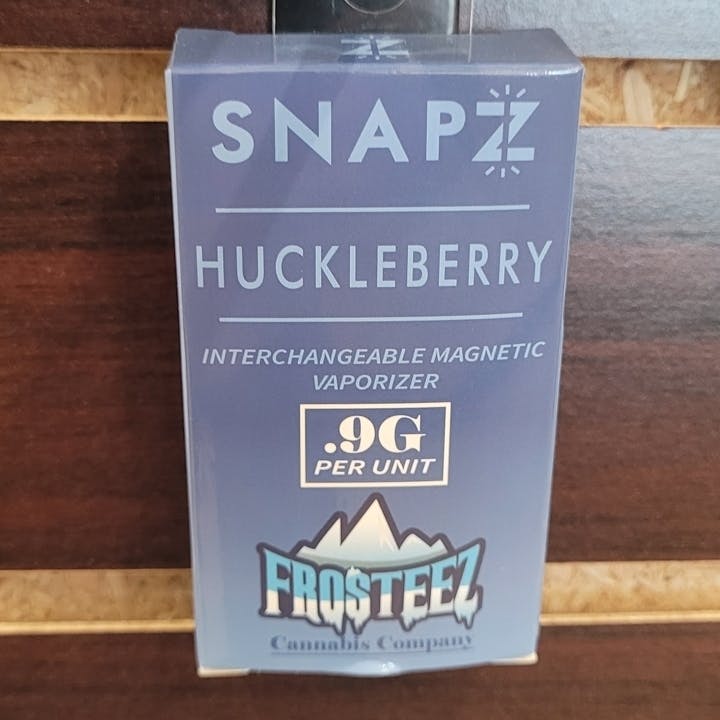 SNAPZ
HUCKLEBERRY
INTERCHANGEABLE MAGNETIC
VAPORIZER
.9G
PER UNIT
FROSTEEZ
Cannabis Company